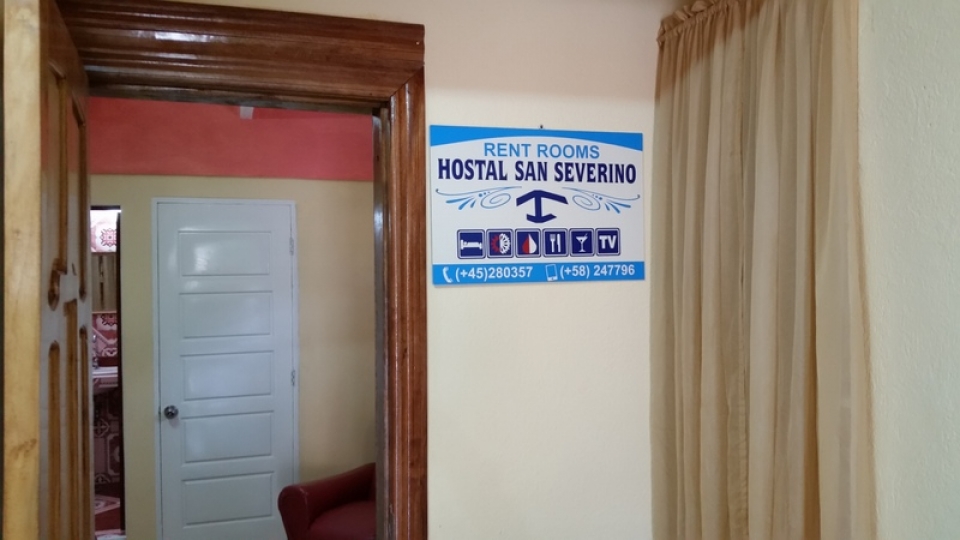 RENT ROOMS
HOSTAL SAN SEVERINO
TV
(+45)280357 (+58) 247796